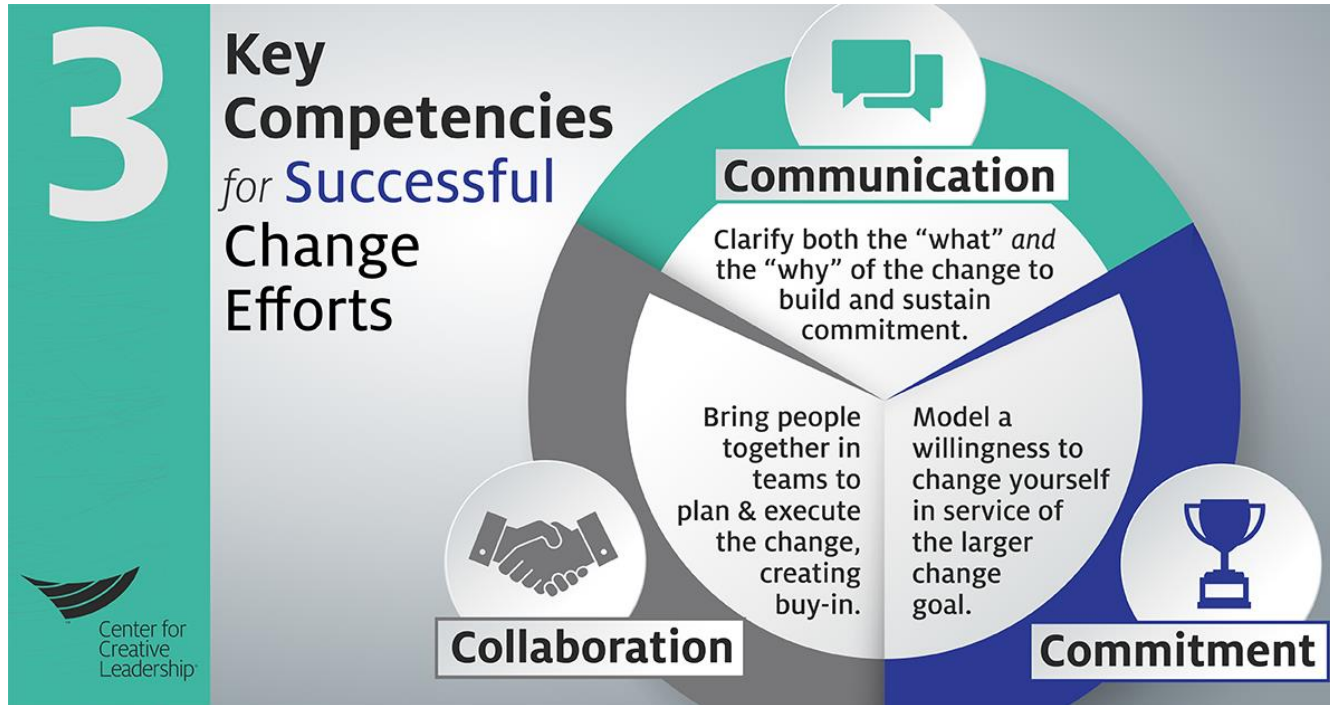 3
Key
Competencies
for Successful
Change
Efforts
Communication
Clarify both the “what” and
the “why” of the change to
build and sustain
commitment.
Bring people
together in
teams to
plan & execute
the change,
creating
buy-in.
Collaboration
Model a
willingness to
change yourself
in service of
the larger
change
goal.
Commitment
Center for
Creative
Leadership